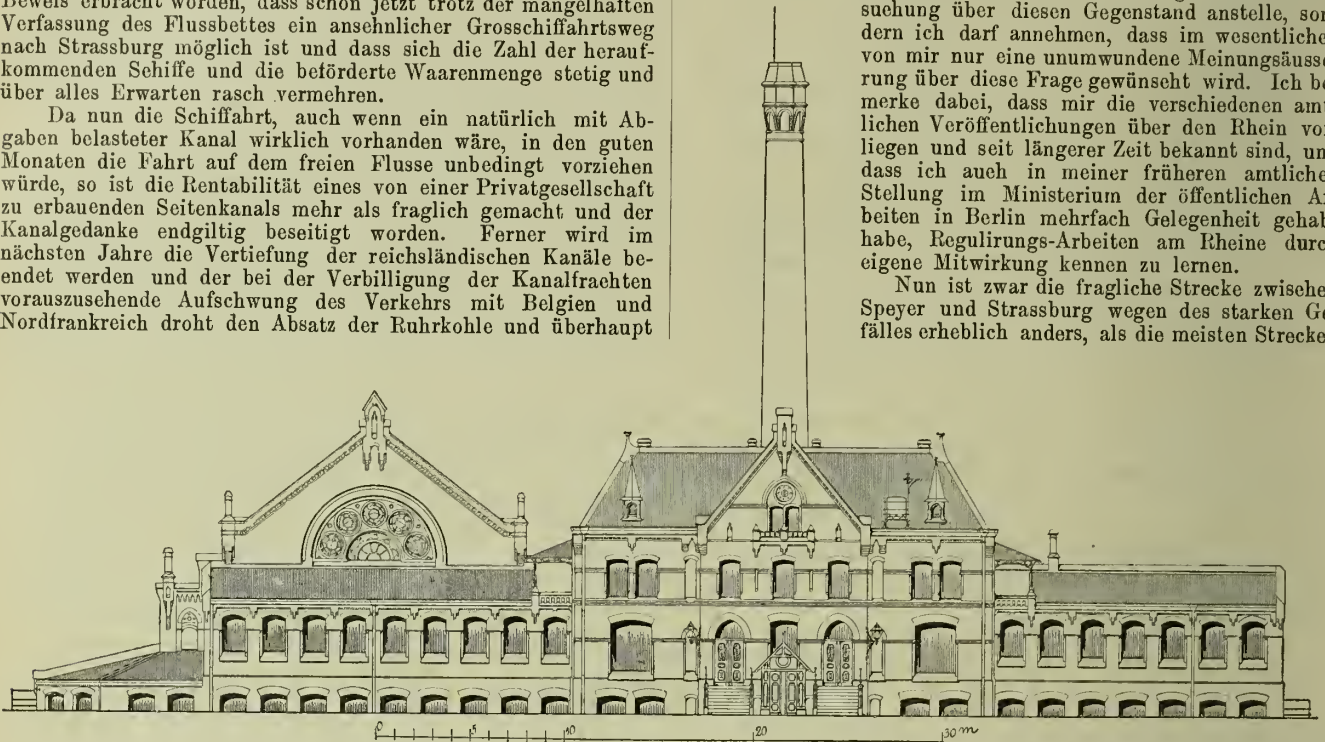 Beweis erbracht worden, dass schon jetzt trotz der mangelhaften
Verfassung des Flussbettes ein ansehnlicher Grosschiffahrtsweg
nach Strassburg möglich ist und dass sich die Zahl der herauf-
kommenden Schiffe und die beförderte Waarenmenge stetig und
über alles Erwarten rasch vermehren.
Da nun die Schiffahrt, auch wenn ein natürlich mit Ab-
gaben belasteter Kanal wirklich vorhanden wäre, in den guten
Monaten die Fahrt auf dem freien Flusse unbedingt vorziehen
würde, so ist die Rentabilität eines von einer Privatgesellschaft
zu erbauenden Seitenkanals mehr als fraglich gemacht und der
Kanalgedanke endgiltig beseitigt worden. Ferner wird im
nächsten Jahre die Vertiefung der reichsländischen Kanäle be-
endet werden und der bei der Verbilligung der Kanalfrachten
vorauszusehende Aufschwung des Verkehrs mit Belgien und
Nordfrankreich droht den Absatz der Ruhrkohle und überhaupt
suchung über diesen Gegenstand anstelle, son
dern ich darf annehmen, dass im wesentliche
von mir nur eine unumwundene Meinungsäusse
rung über diese Frage gewünscht wird. Ich be
merke dabei, dass mir die verschiedenen amt
lichen Veröffentlichungen über den Rhein vo
liegen und seit längerer Zeit bekannt sind, un
dass ich auch in meiner früheren amtliche
Stellung im Ministerium der öffentlichen Ar
beiten in Berlin mehrfach Gelegenheit gehab
habe, Regulirungs-Arbeiten am Rheine durc
eigene Mitwirkung kennen zu lernen.
Nun ist zwar die fragliche Strecke zwische
Speyer und Strassburg wegen des starken Ge
fälles erheblich anders, als die meisten Strecke
0 5 10 20 30 m